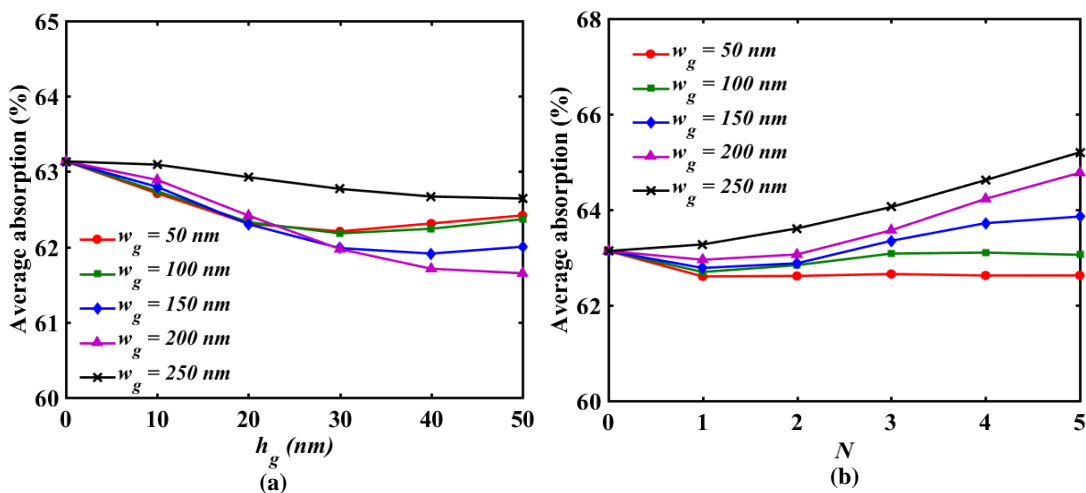 Average absorption (%)
65
64
63
62
61
60
w_g = 50 nm
w_g = 100 nm
w_g = 150 nm
w_g = 200 nm
w_g = 250 nm
0 10 20 30 40 50
h_g (nm)
(a)
Average absorption (%)
68
66
64
62
60
w_g = 50 nm
w_g = 100 nm
w_g = 150 nm
w_g = 200 nm
w_g = 250 nm
0 1 2 3 4 5
N
(b)